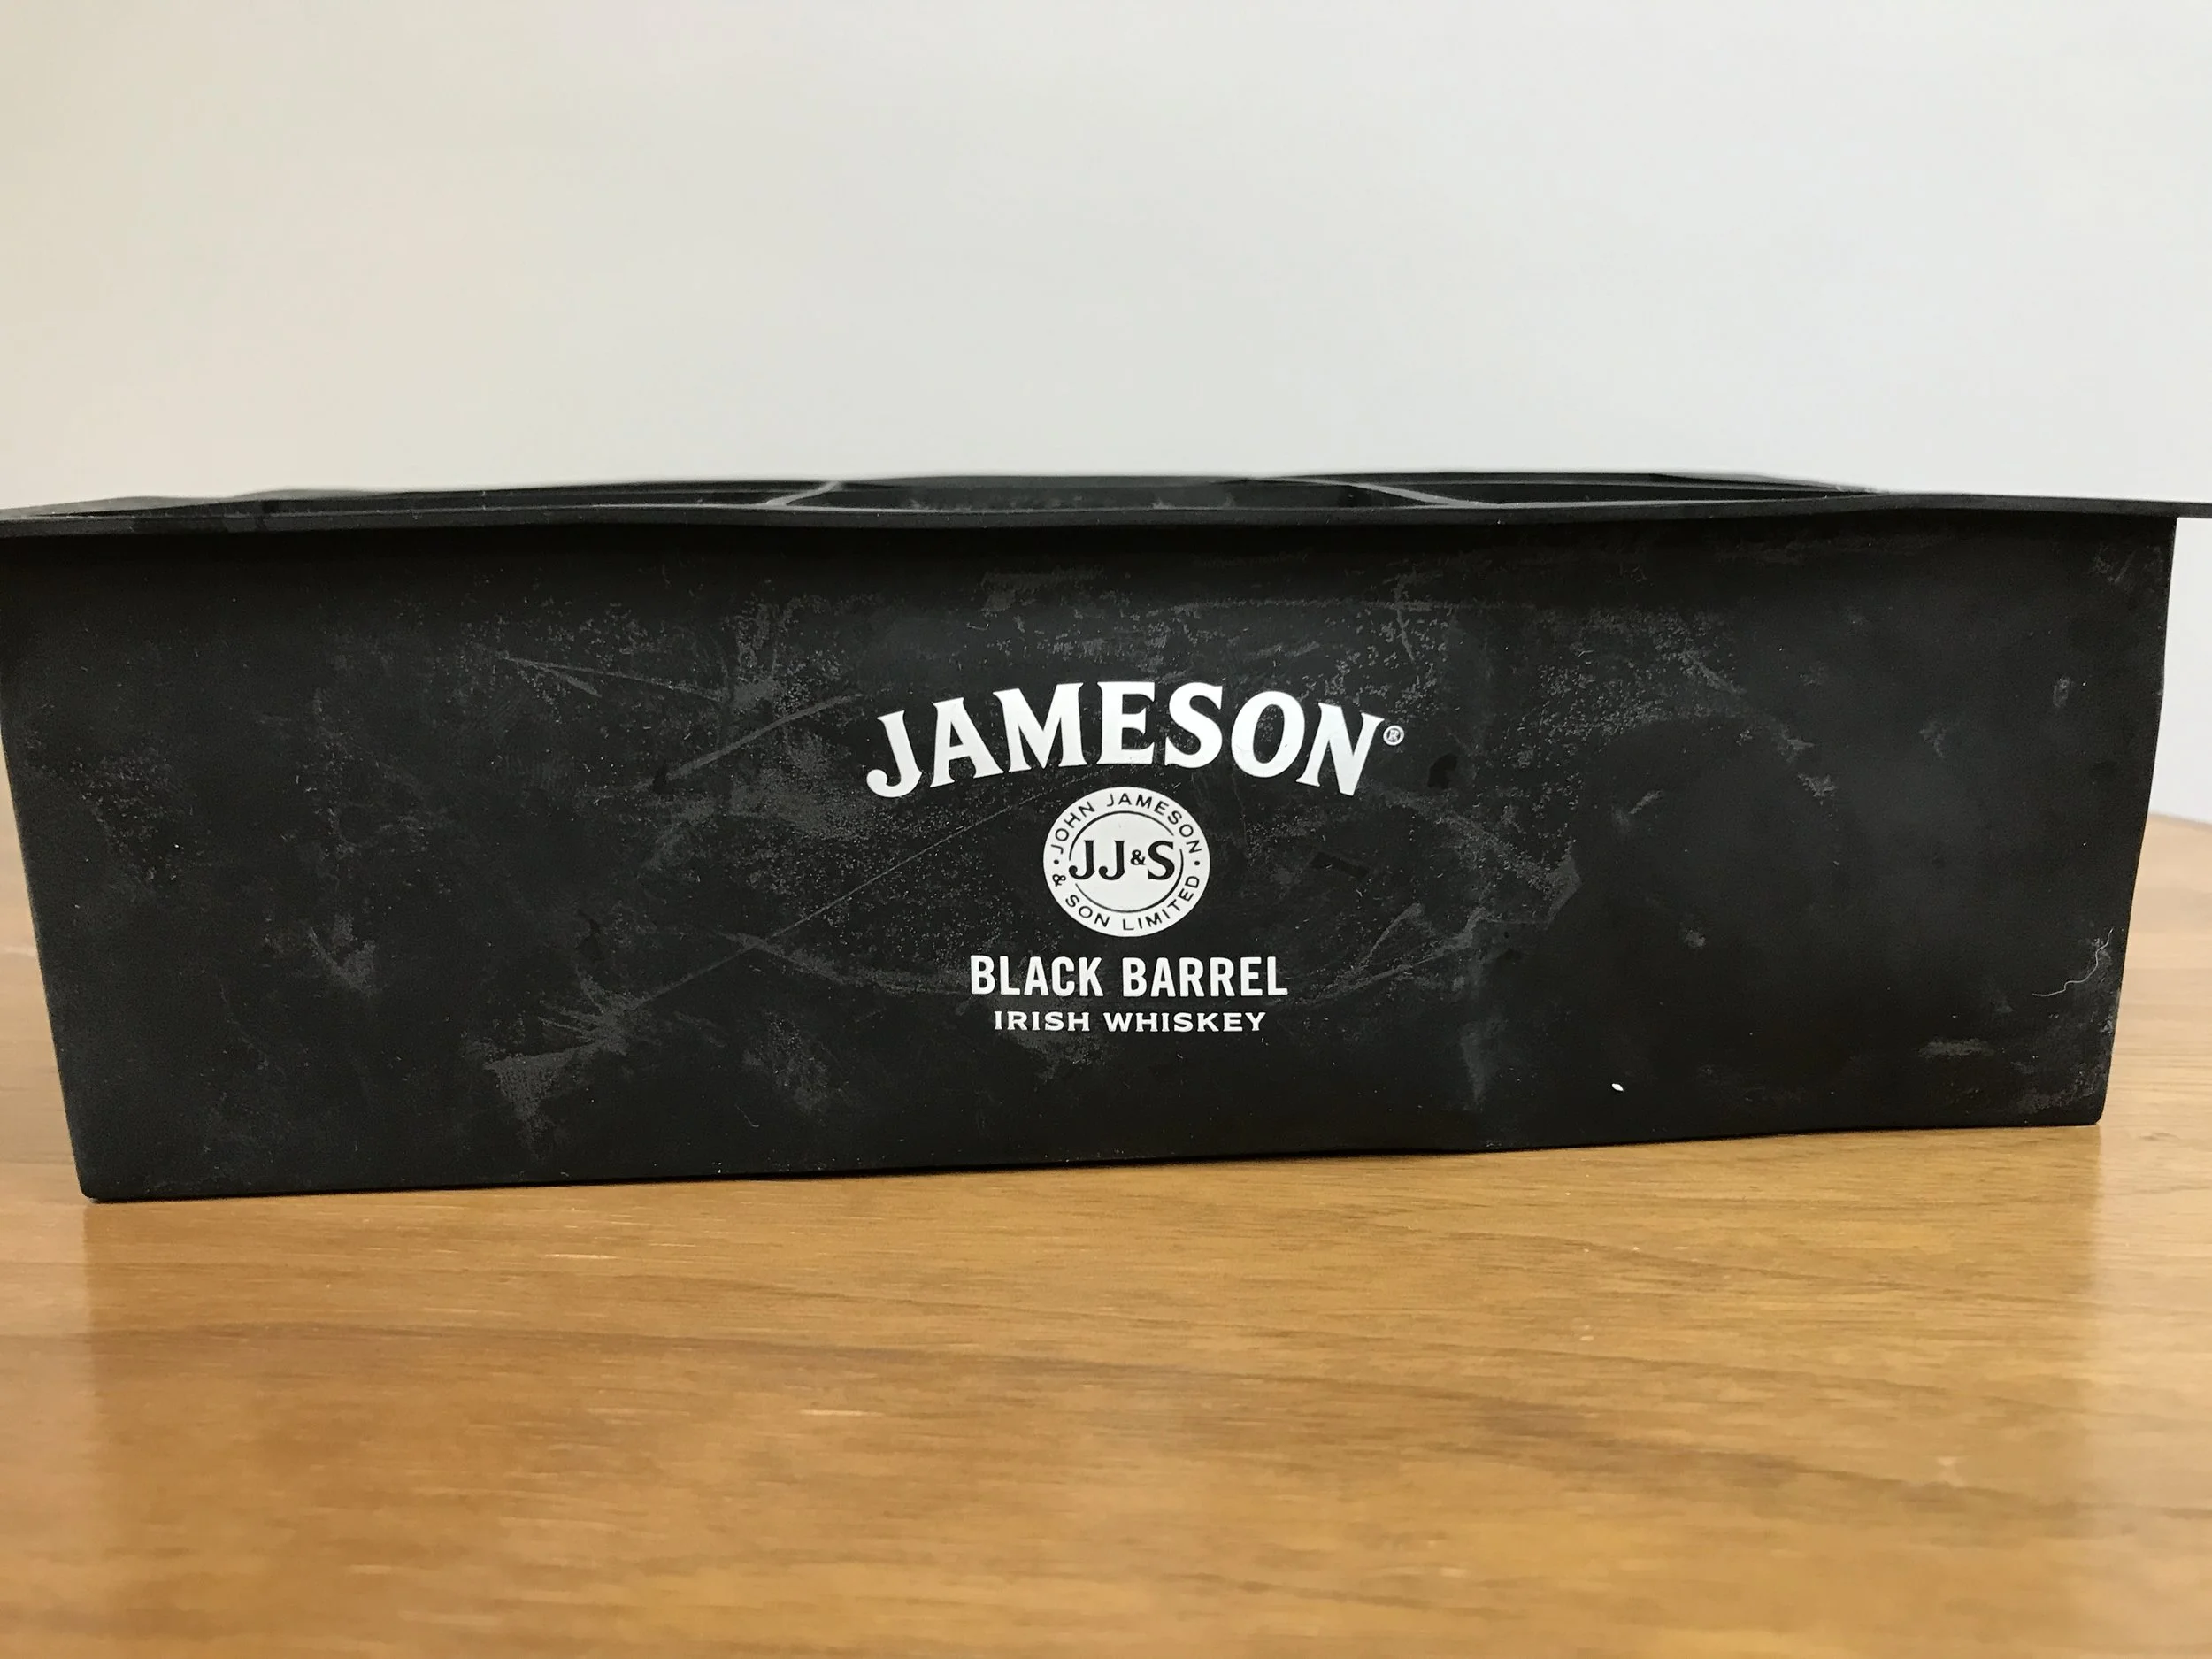 JAMESON®
JOHN JAMESON
JJ&S
& SON LIMITED
BLACK BARREL
IRISH WHISKEY